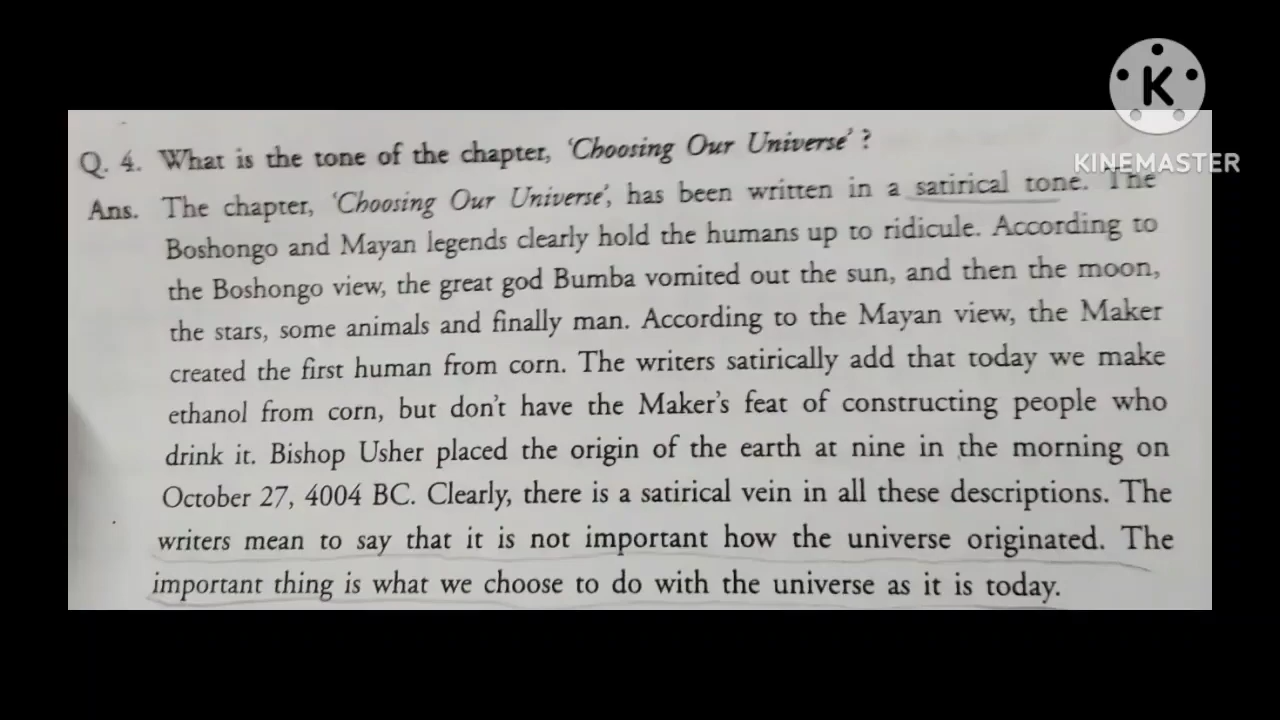 K
KINEMASTER
Q. 4. What is the tone of the chapter, 'Choosing Our Universe' ?
Ans. The chapter, 'Choosing Our Universe', has been written in a satirical tone. The
Boshongo and Mayan legends clearly hold the humans up to ridicule. According to
the Boshongo view, the great god Bumba vomited out the sun, and then the moon,
the stars, some animals and finally man. According to the Mayan view, the Maker
created the first human from corn. The writers satirically add that today we make
ethanol from corn, but don't have the Maker's feat of constructing people who
drink it. Bishop Usher placed the origin of the earth at nine in the morning on
October 27, 4004 BC. Clearly, there is a satirical vein in all these descriptions. The
writers mean to say that it is not important how the universe originated. The
important thing is what we choose to do with the universe as it is today.